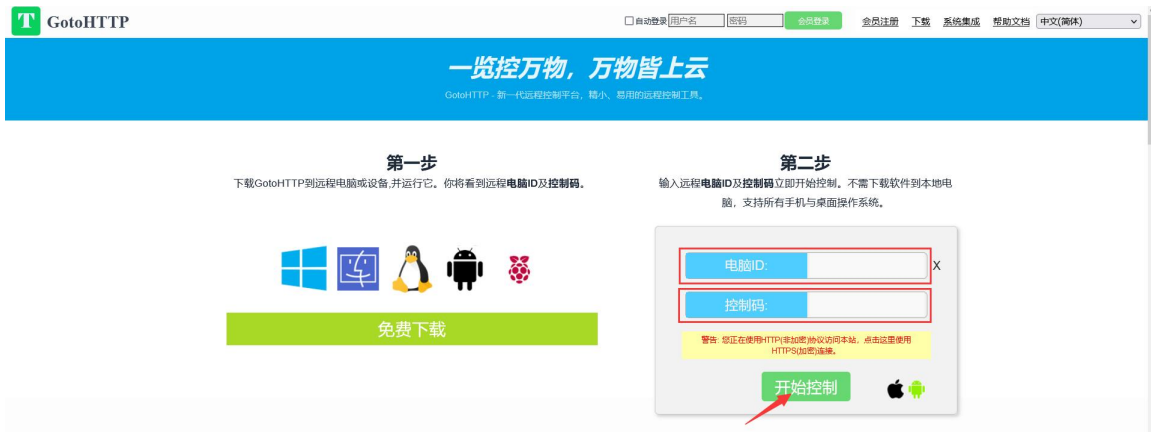 T GotoHTTP
自动登录 用户名 密码 会员登录 会员注册 下载 系统集成 帮助文档 中文(简体)
一览控万物，万物皆上云
GotoHTTP - 新一代远程控制平台，精小、易用的远程控制工具。
第一步
下载GotoHTTP到远程电脑或设备,并运行它。你将看到远程电脑ID及控制码。
免费下载
第二步
输入远程电脑ID及控制码立即开始控制。不需下载软件到本地电
脑，支持所有手机与桌面操作系统。
电脑ID: X
控制码:
警告: 您正在使用HTTP(非加密)协议访问本站，点击这里使用
HTTPS(加密)连接。
开始控制